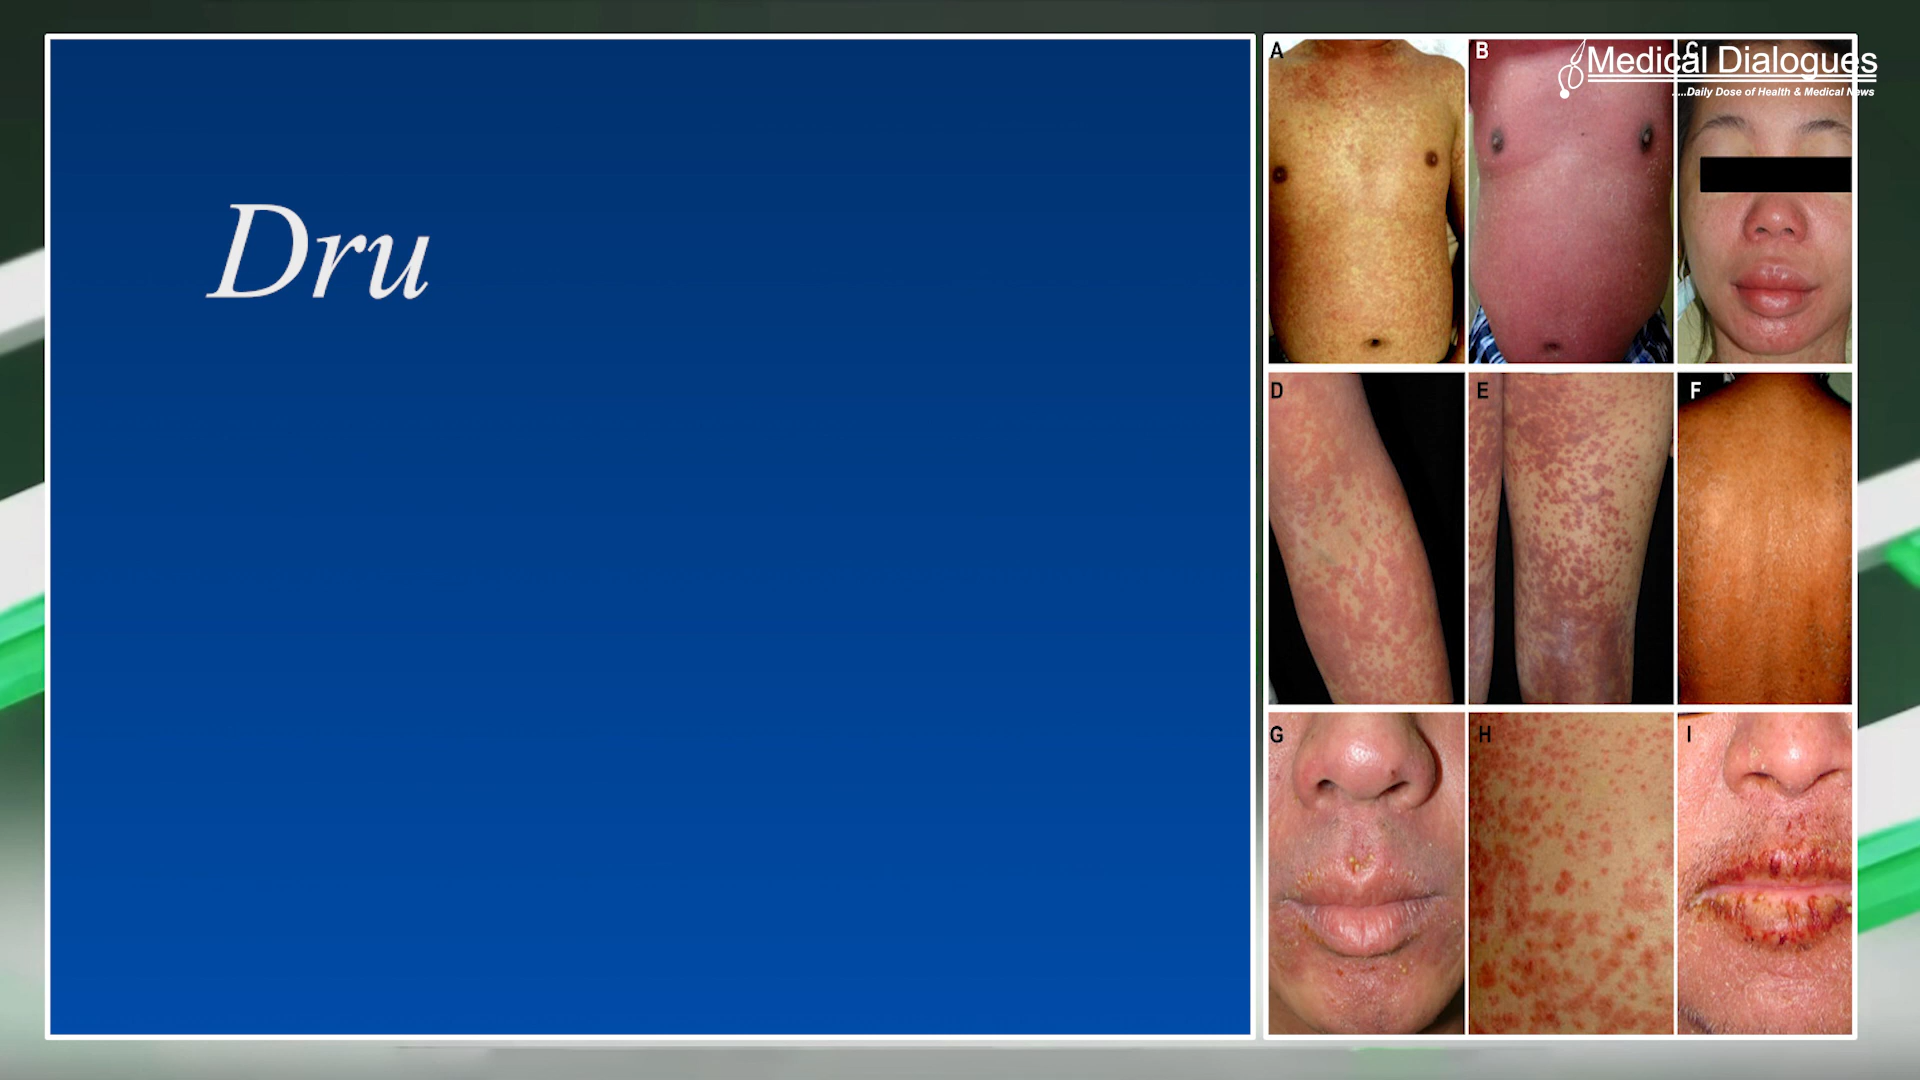 Dru
A
B
C
Medical Dialogues
....Daily Dose of Health & Medical News
D
E
F
G
H
I